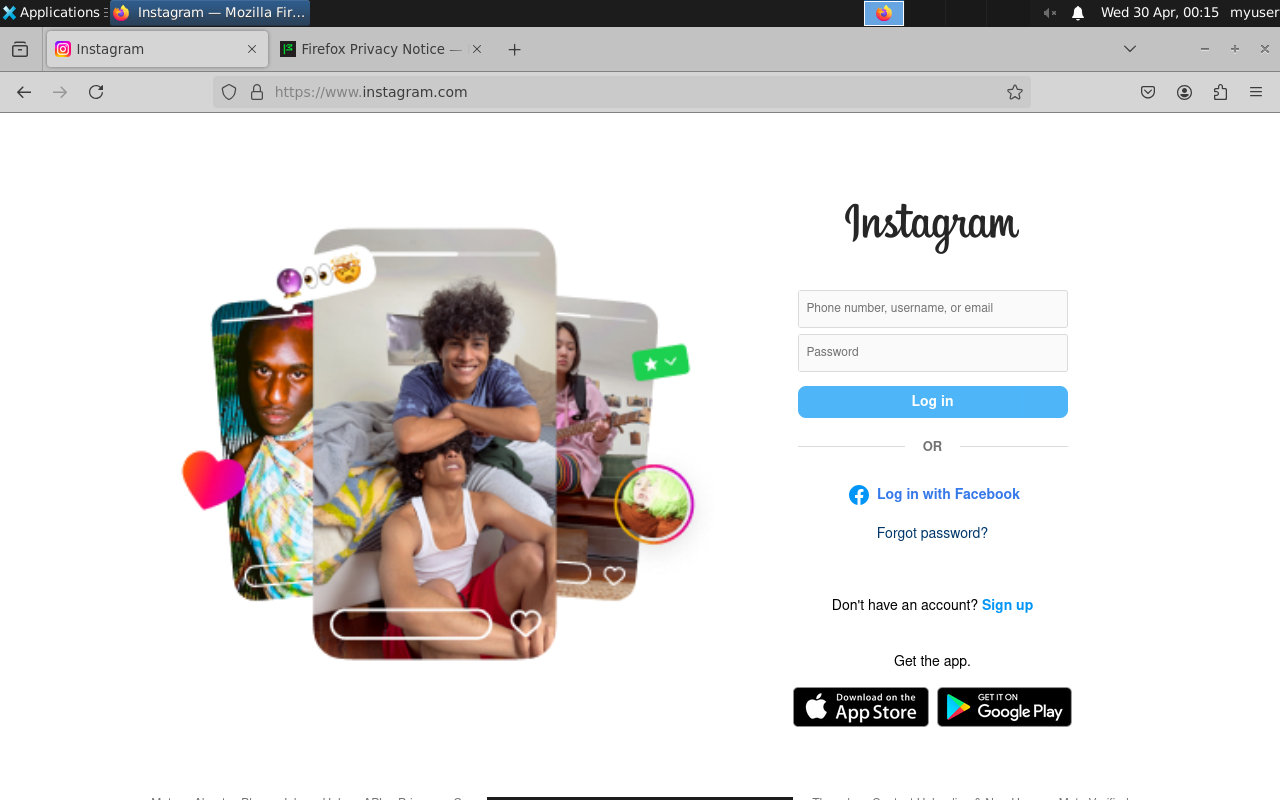 Applications
Instagram — Mozilla Fir...
Wed 30 Apr, 00:15
myuser
Instagram
Firefox Privacy Notice —
https://www.instagram.com
Instagram
Phone number, username, or email
Password
Log in
OR
Log in with Facebook
Forgot password?
Don't have an account? Sign up
Get the app.
Download on the
App Store
GET IT ON
Google Play